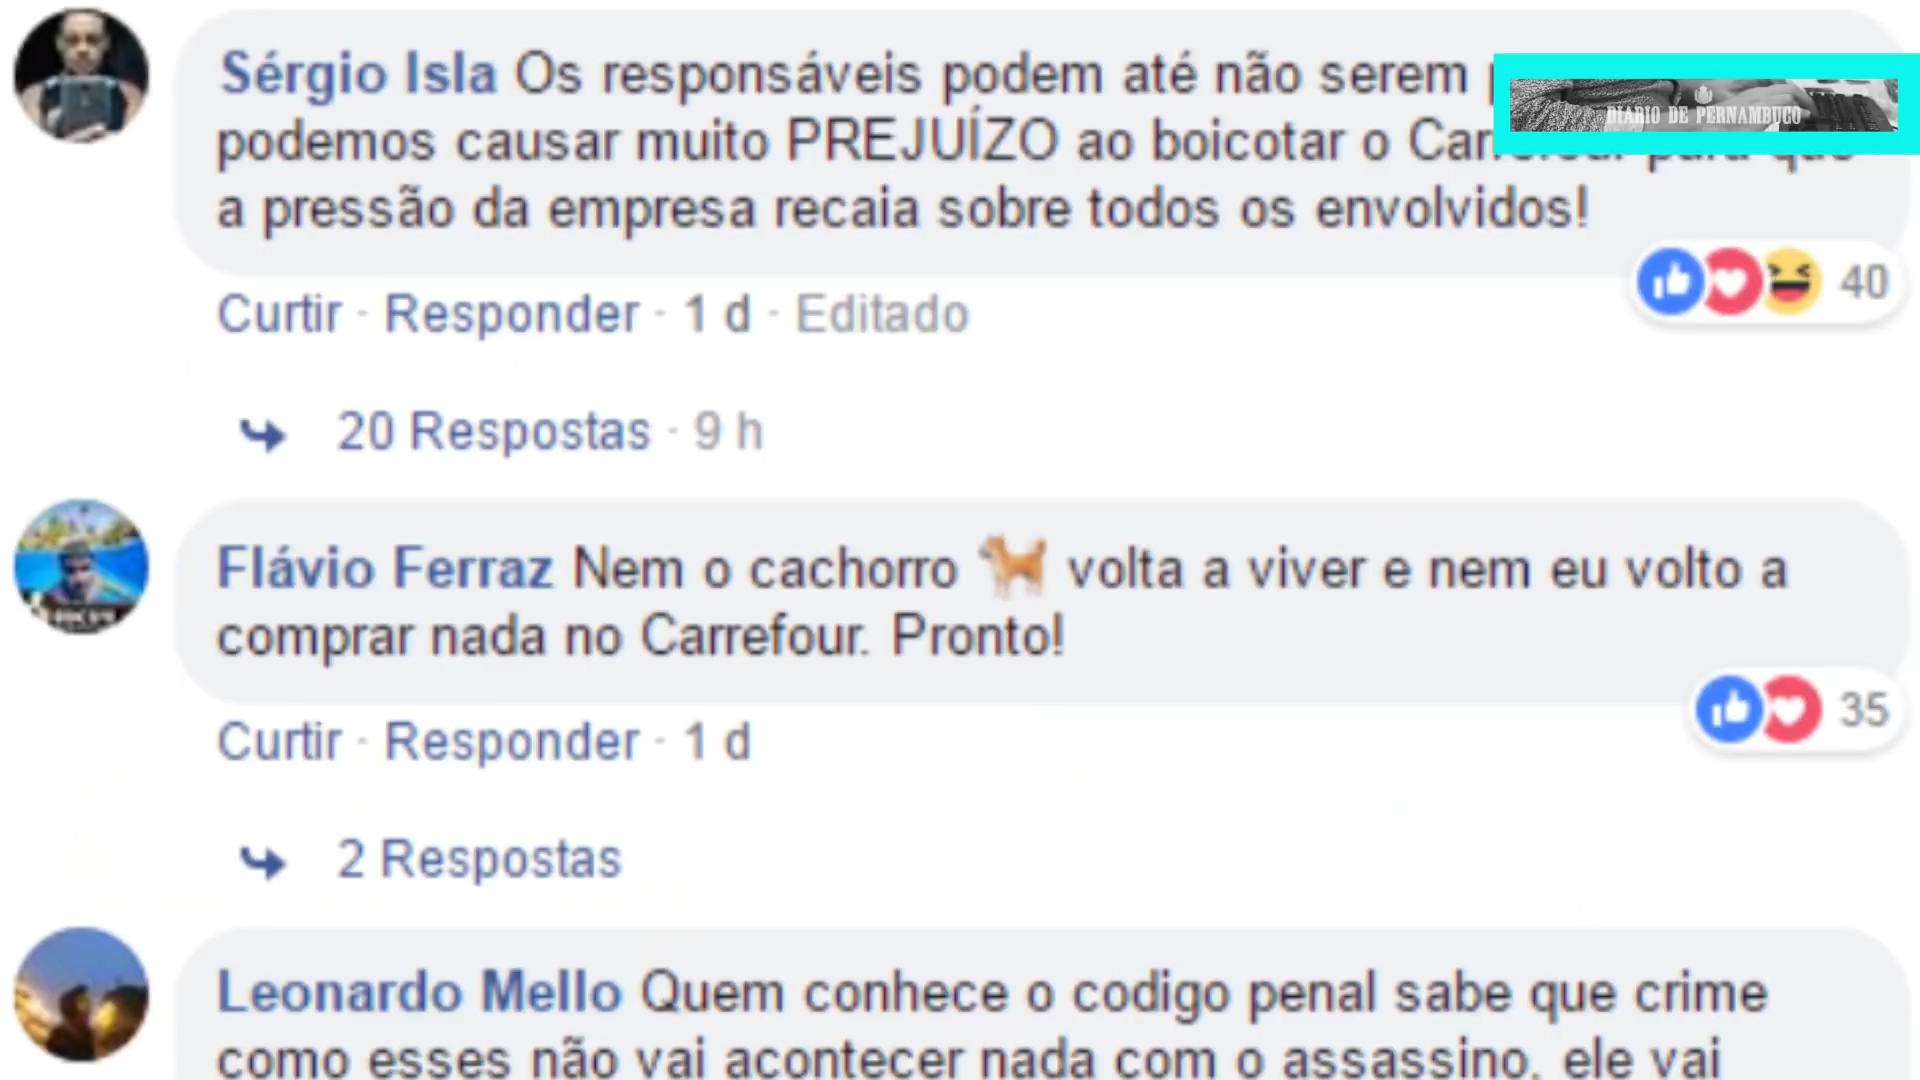 Sérgio Isla Os responsáveis podem até não serem
DIARIO DE PERNAMBUCO
podemos causar muito PREJUÍZO ao boicotar o Carrefour para que
a pressão da empresa recaia sobre todos os envolvidos!
40
Curtir · Responder · 1 d · Editado
20 Respostas · 9 h
Flávio Ferraz Nem o cachorro 🐕 volta a viver e nem eu volto a
comprar nada no Carrefour. Pronto!
35
Curtir · Responder · 1 d
2 Respostas
Leonardo Mello Quem conhece o codigo penal sabe que crime
como esses não vai acontecer nada com o assassino, ele vai